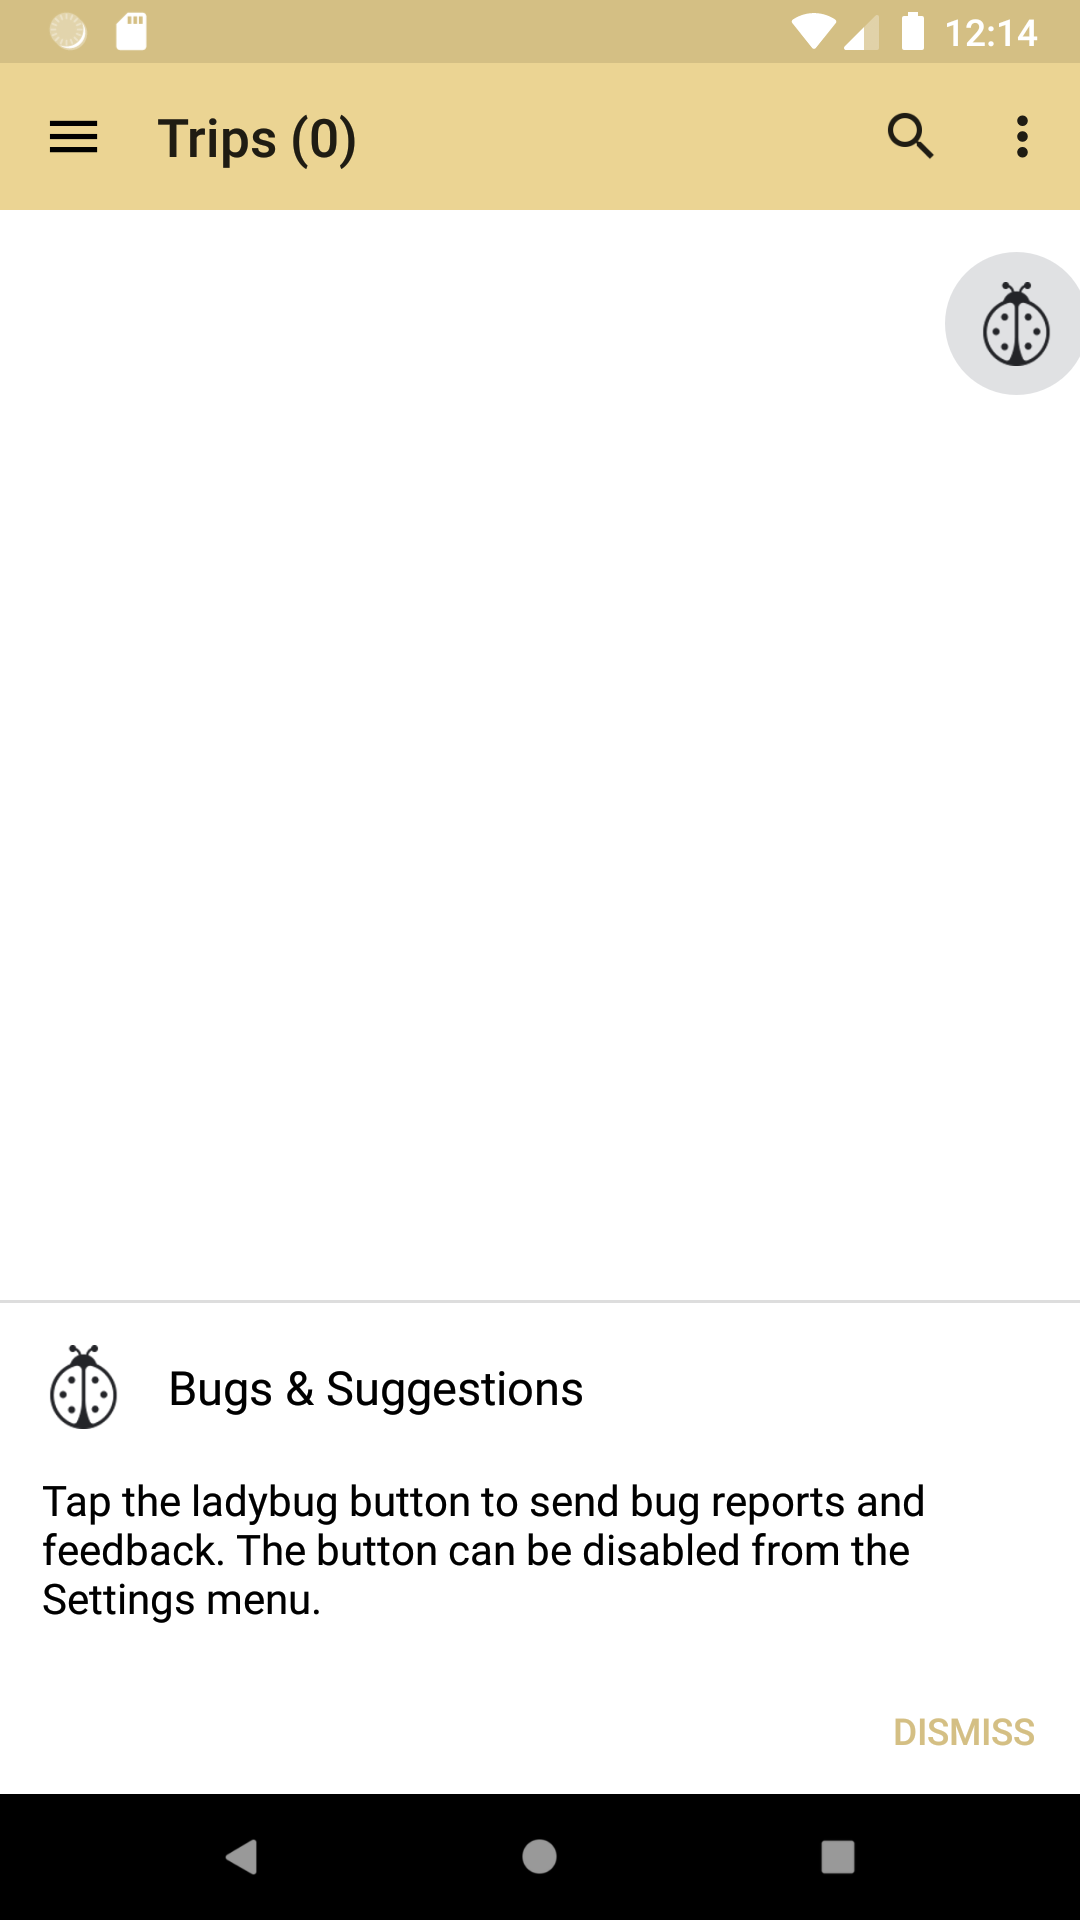 12:14
Trips (0)
Bugs & Suggestions
Tap the ladybug button to send bug reports and
feedback. The button can be disabled from the
Settings menu.
DISMISS